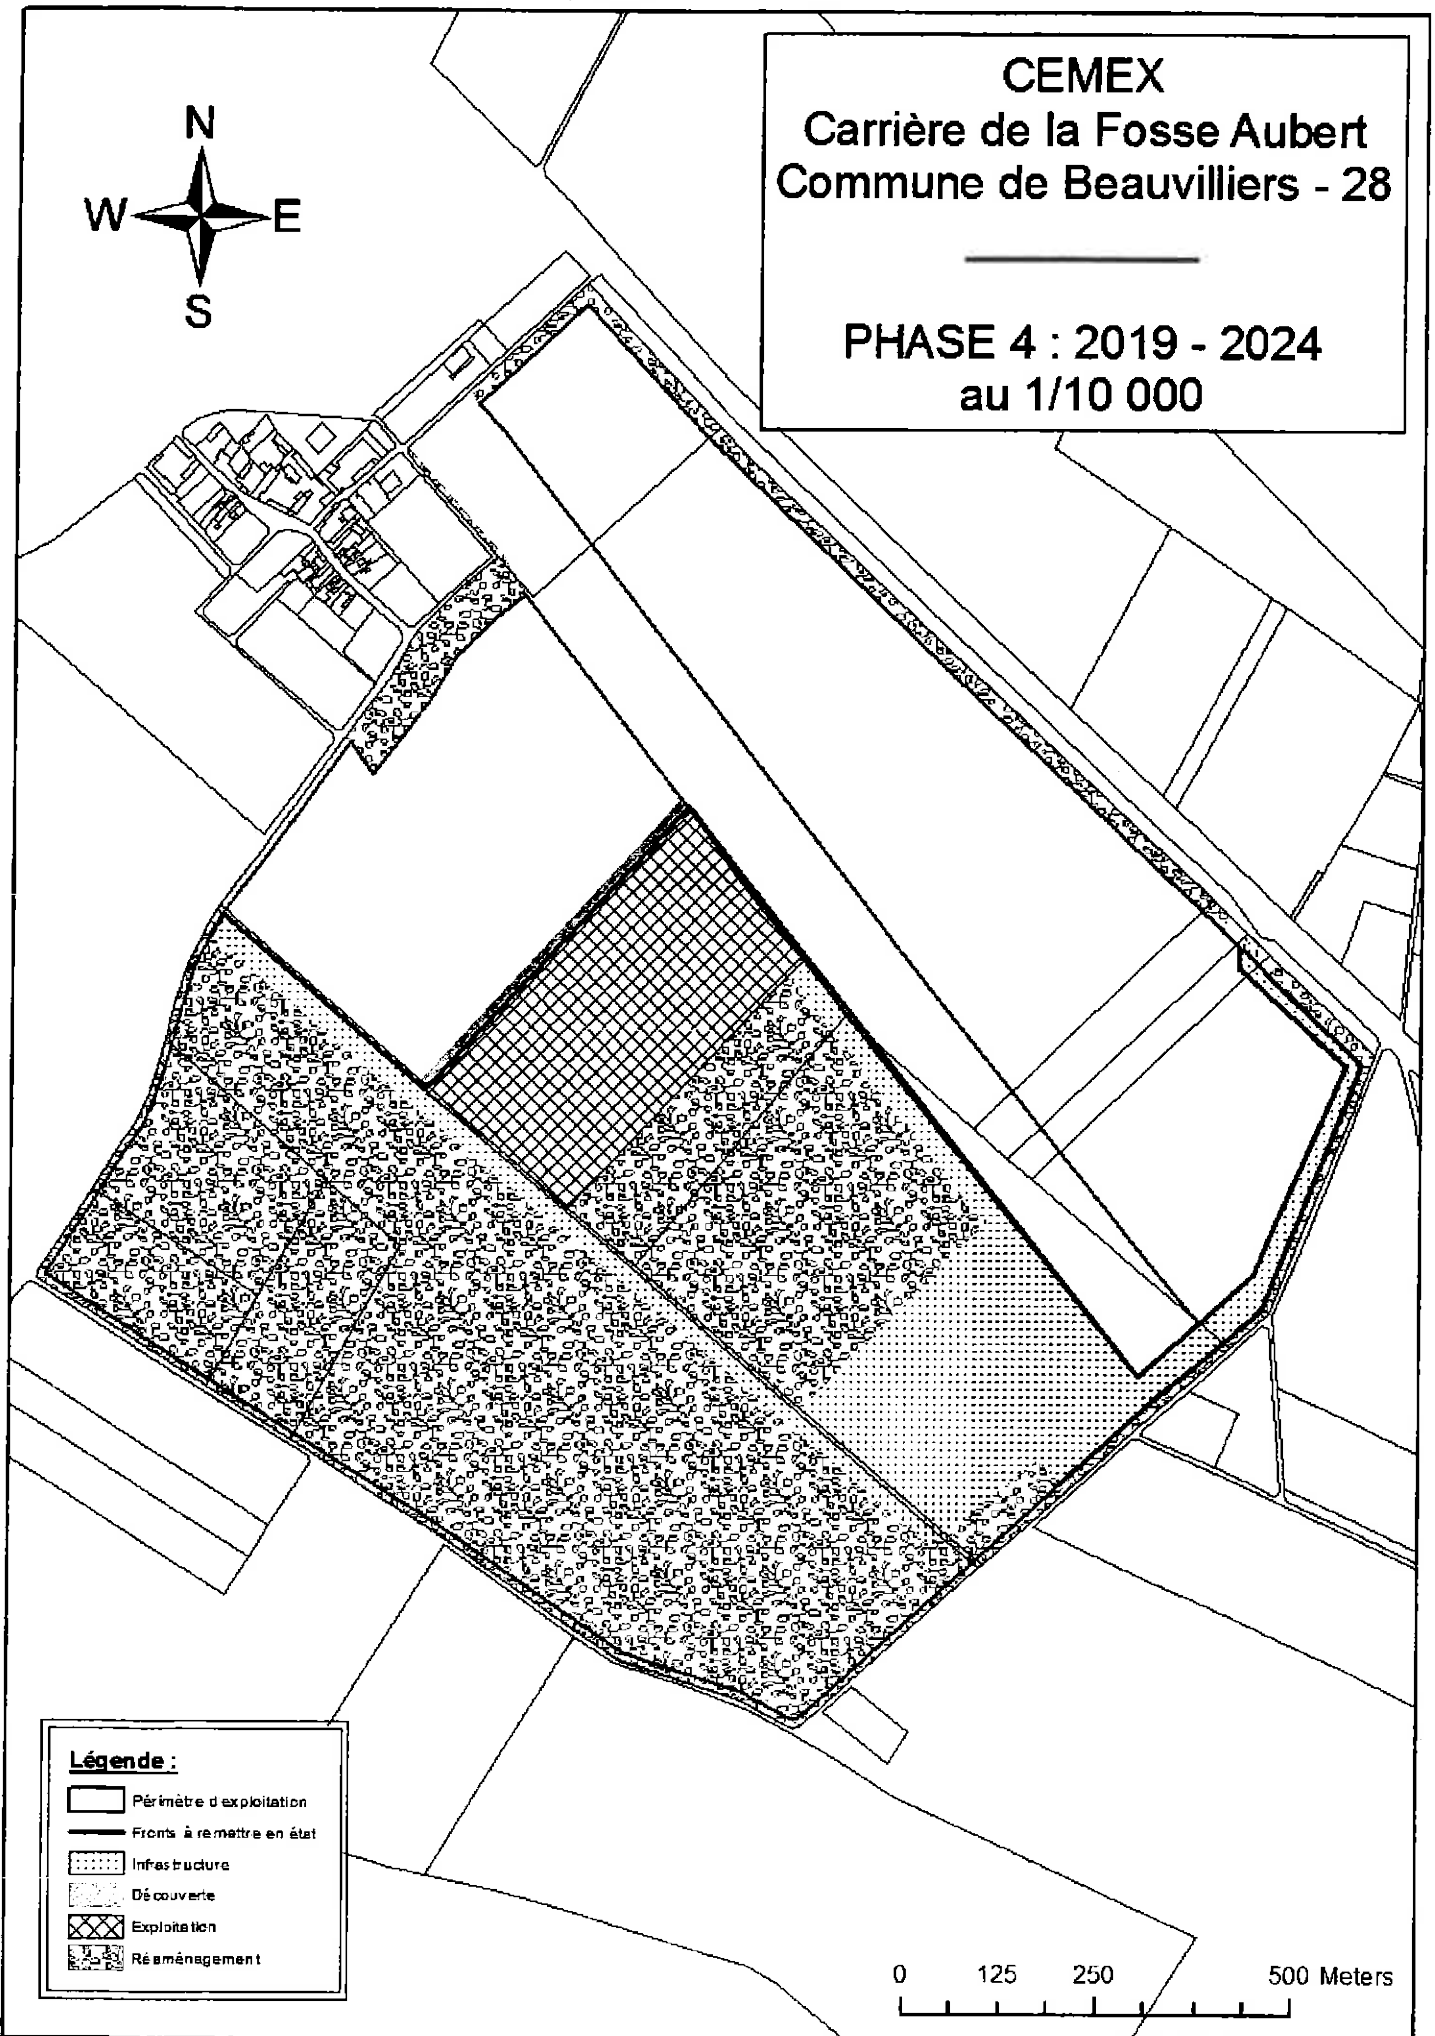 CEMEX
Carrière de la Fosse Aubert
Commune de Beauvilliers - 28
PHASE 4 : 2019 - 2024
au 1/10 000
N
W E
S
Légende :
Périmètre d'exploitation
Fronts à remettre en état
Infrastructure
Découverte
Exploitation
Réaménagement
0 125 250 500 Meters